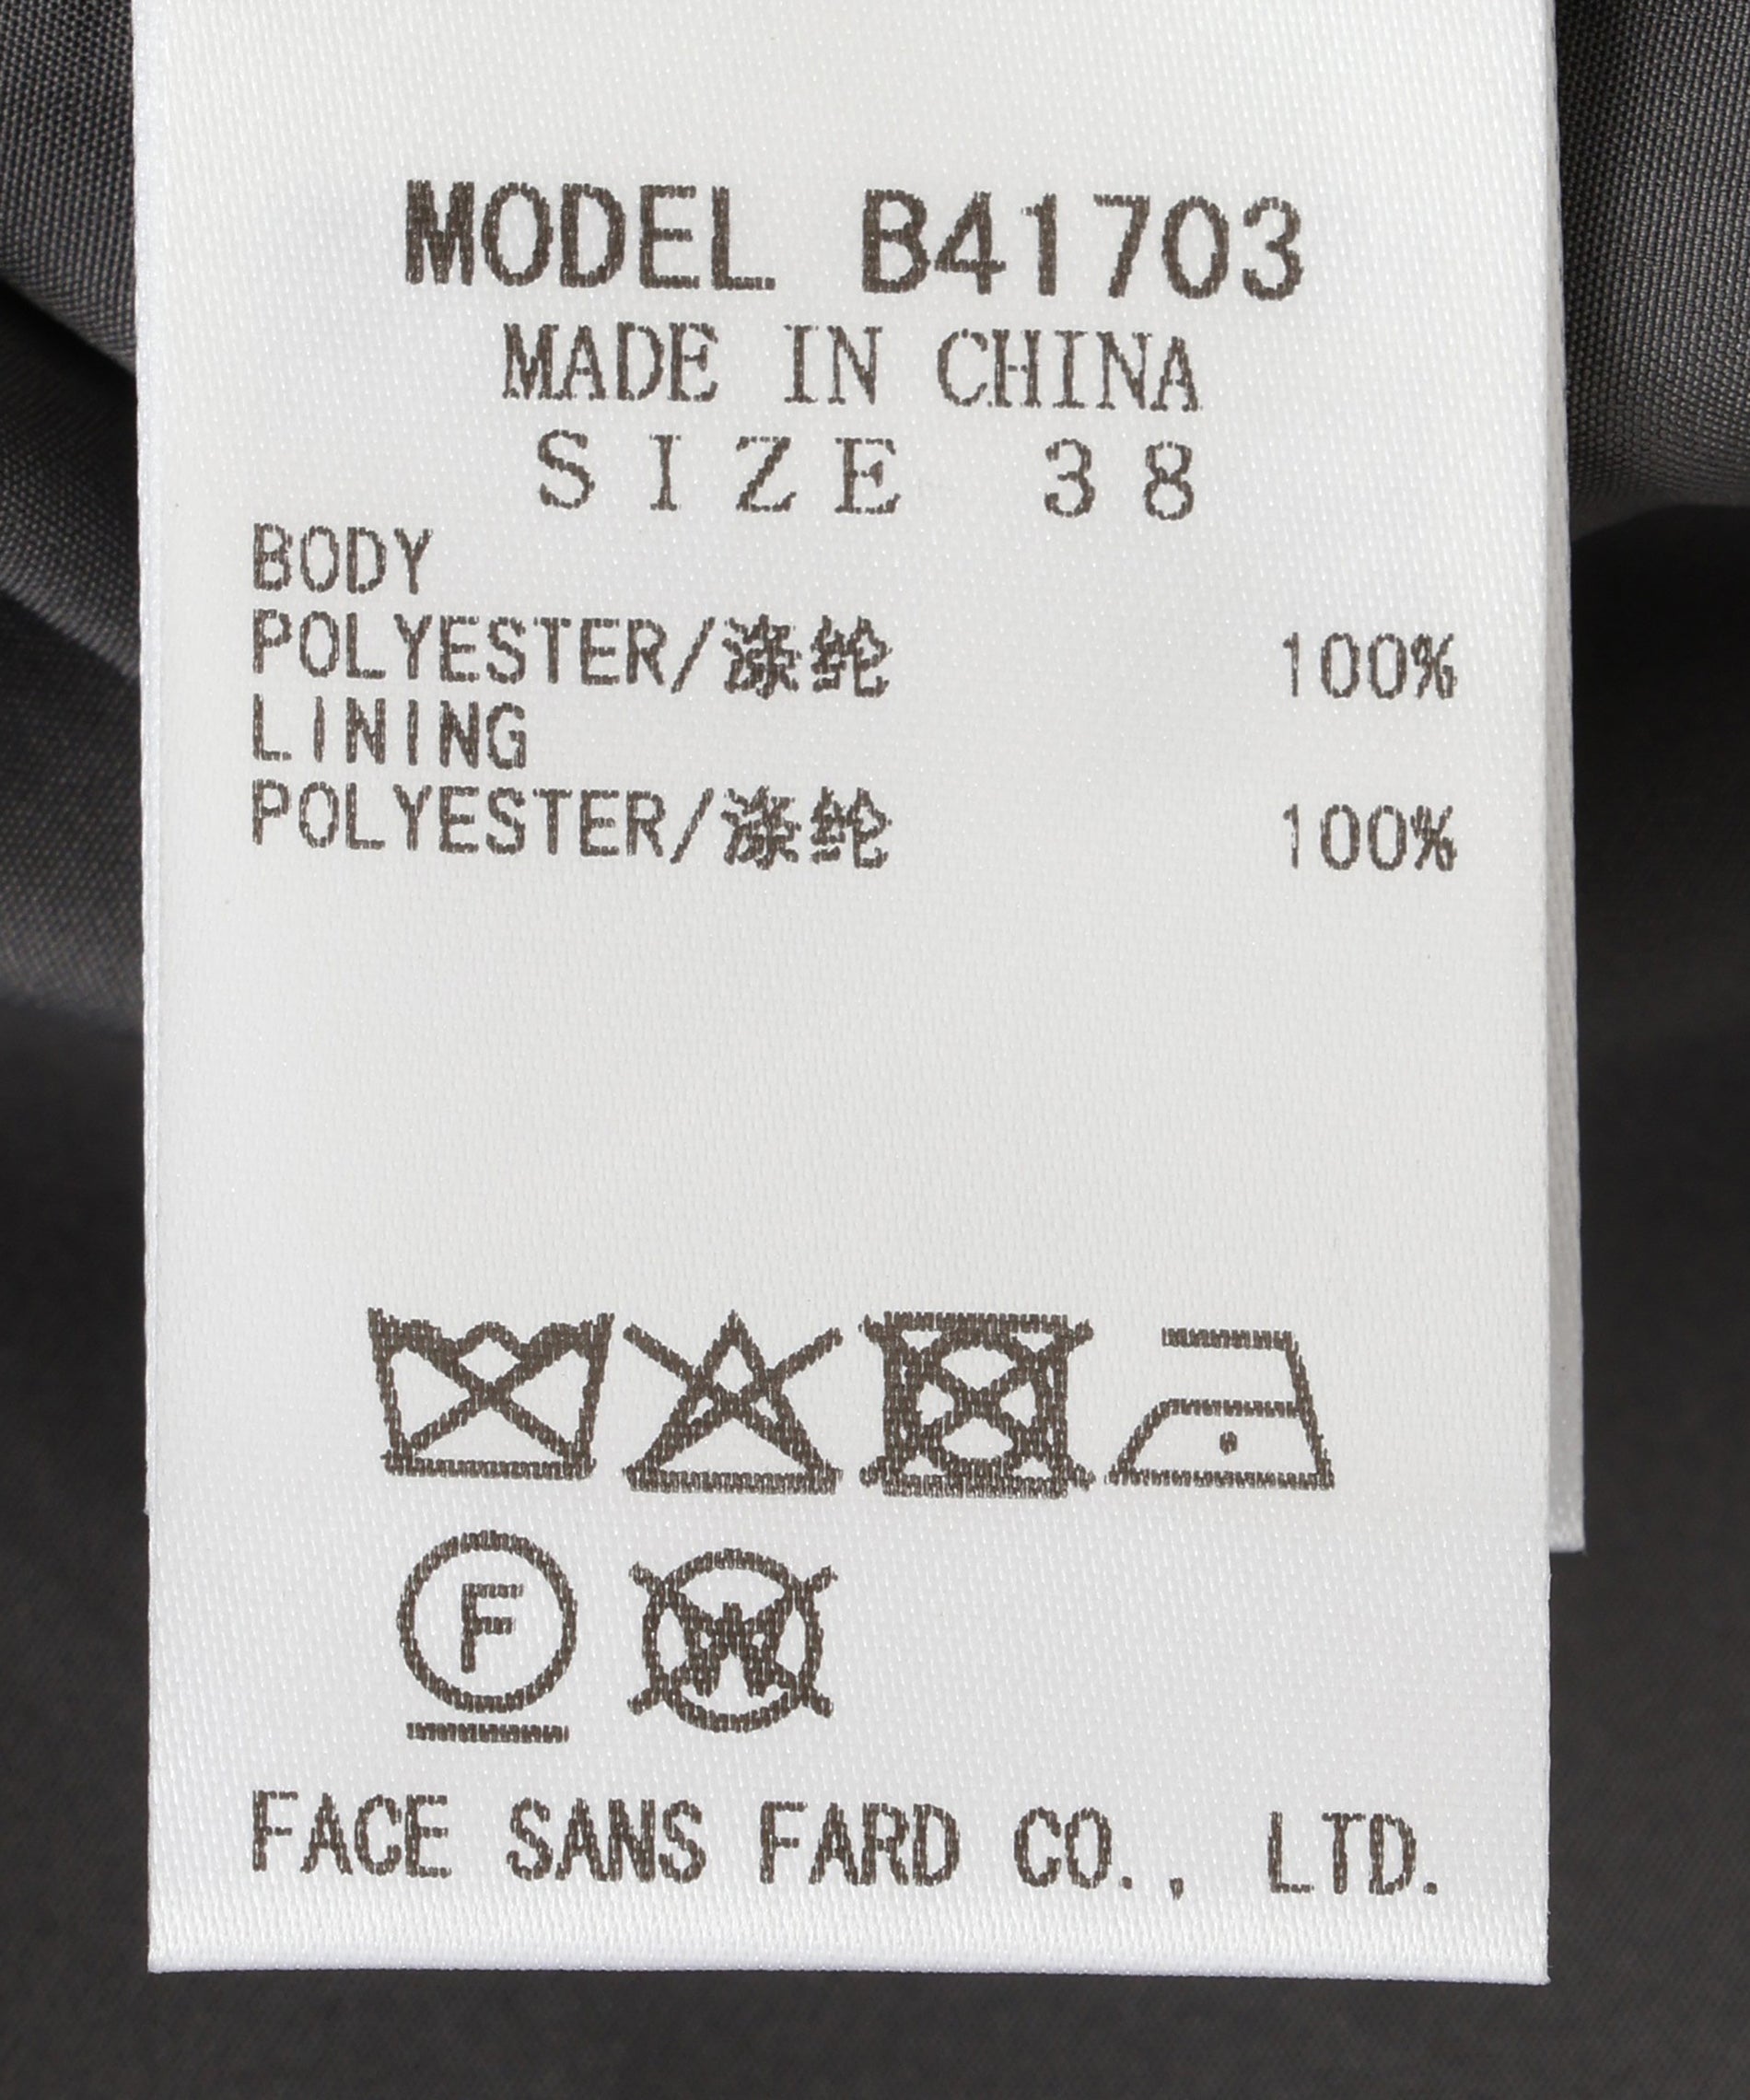 MODEL B41703
MADE IN CHINA
SIZE 38
BODY
POLYESTER/涤纶 100%
LINING
POLYESTER/涤纶 100%
F W
FACE SANS FARD CO., LTD.